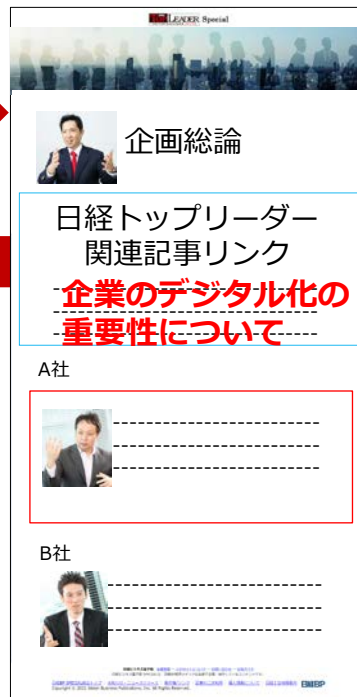 LEADER Special
企画総論
日経トップリーダー
関連記事リンク
企業のデジタル化の
重要性について
A社
B社